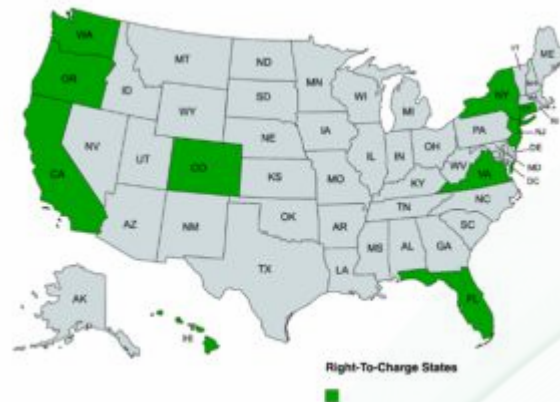 WA
MT
ND
MN
VT
ME
OR
ID
SD
WI
NY
WY
MI
IA
PA
NJ
NE
NV
OH
DE
UT
IL
IN
MD
CA
CO
WV
VA
DC
KS
MO
KY
NC
TN
AZ
NM
OK
AR
SC
MS
AL
GA
TX
LA
AK
FL
HI
Right-To-Charge States